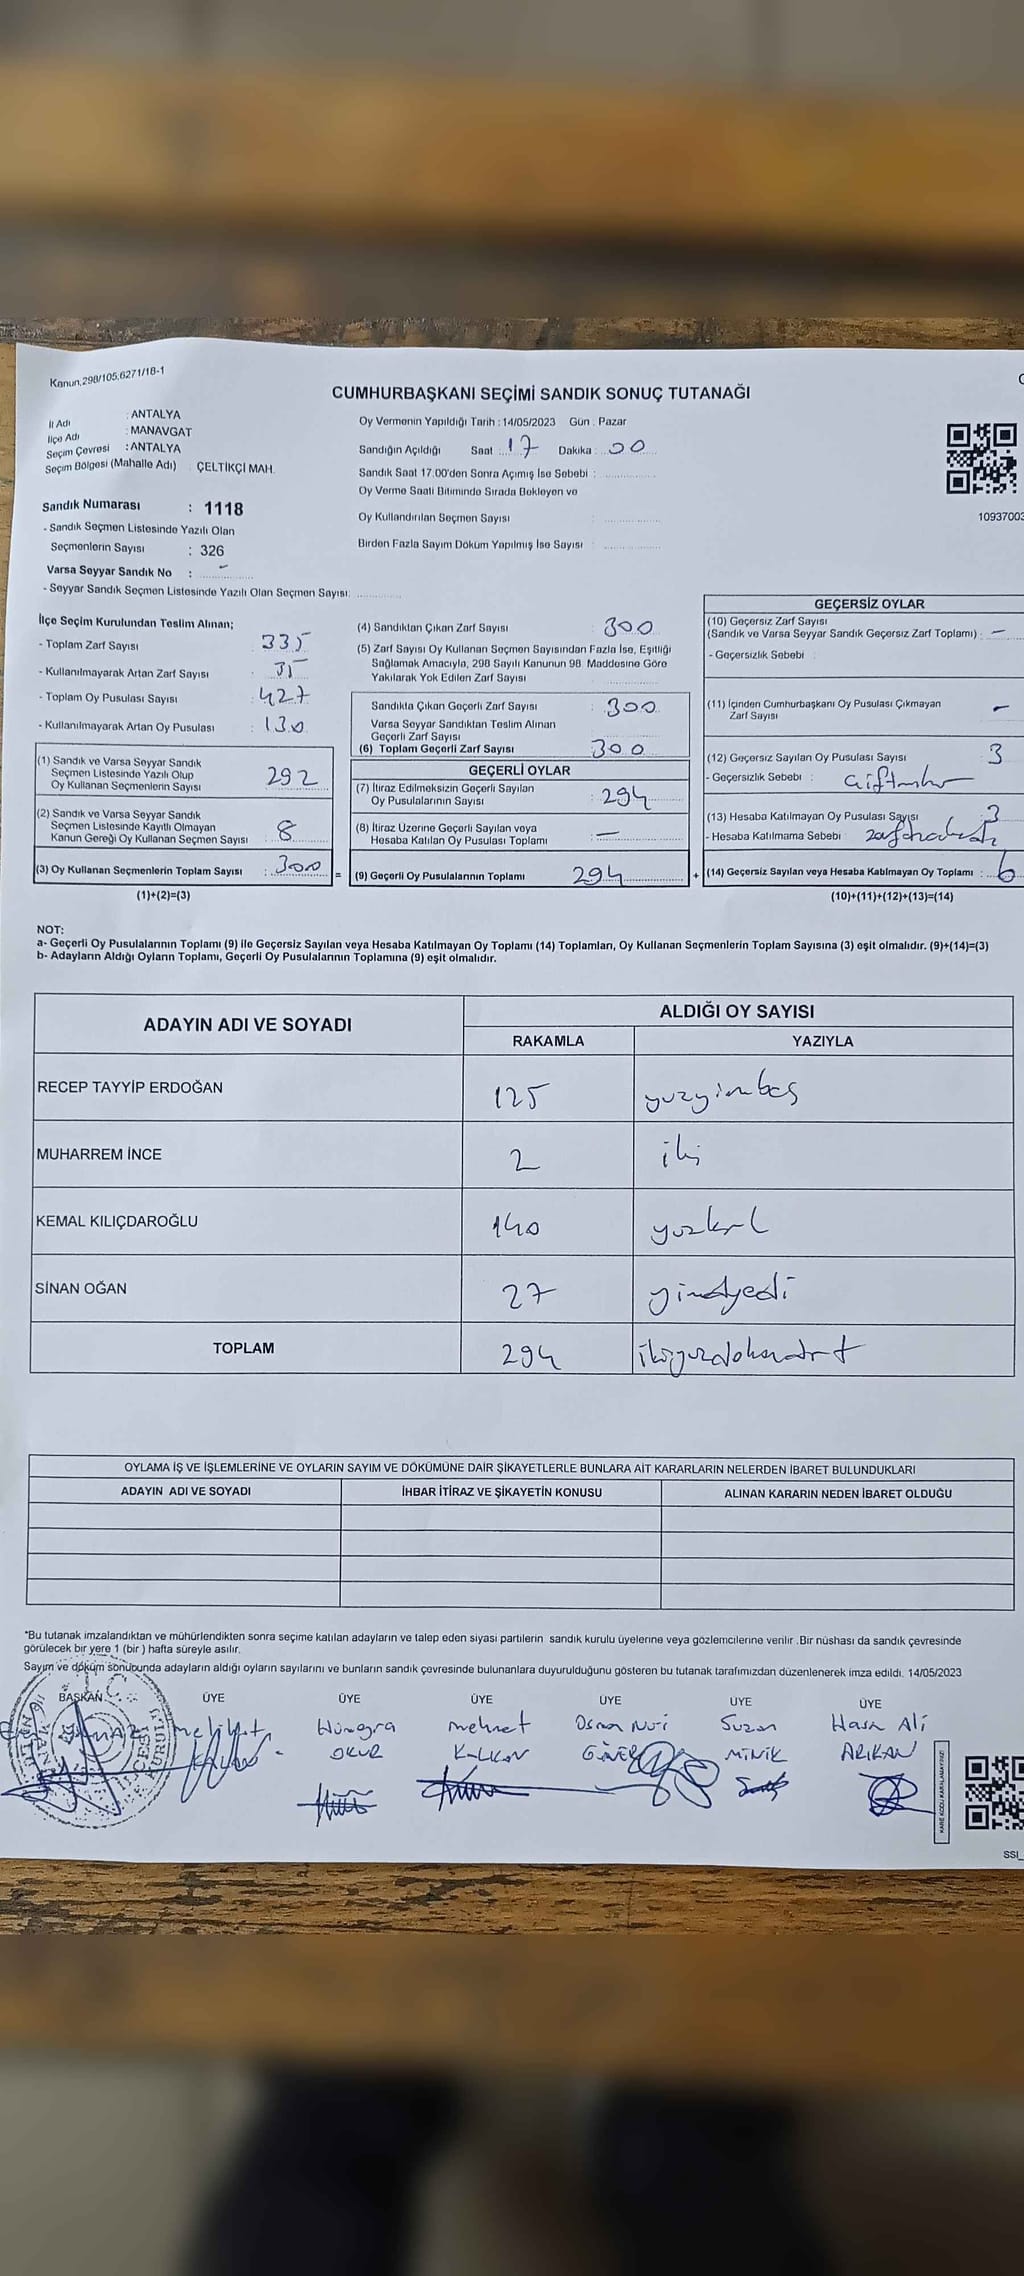 Kanun.298/105.6271/18-1
CUMHURBAŞKANI SEÇİMİ SANDIK SONUÇ TUTANAĞI
İl Adı : ANTALYA
İlçe Adı : MANAVGAT
Seçim Çevresi : ANTALYA
Seçim Bölgesi (Mahalle Adı) : ÇELTİKÇİ MAH.
Sandık Numarası : 1118
- Sandık Seçmen Listesinde Yazılı Olan
Seçmenlerin Sayısı : 326
Varsa Seyyar Sandık No : -
- Seyyar Sandık Seçmen Listesinde Yazılı Olan Seçmen Sayısı:
Oy Vermenin Yapıldığı Tarih : 14/05/2023 Gün : Pazar
Sandığın Açıldığı Saat 17 Dakika 00
Sandık Saat 17.00'den Sonra Açımış İse Sebebi :
Oy Verme Saati Bitiminde Sırada Bekleyen ve
Oy Kullandırılan Seçmen Sayısı :
Birden Fazla Sayım Döküm Yapılmış İse Sayısı :
1093700
İlçe Seçim Kurulundan Teslim Alınan;
- Toplam Zarf Sayısı : 335
- Kullanılmayarak Artan Zarf Sayısı : 35
- Toplam Oy Pusulası Sayısı : 427
- Kullanılmayarak Artan Oy Pusulası : 130
(1) Sandık ve Varsa Seyyar Sandık
Seçmen Listesinde Yazılı Olup
Oy Kullanan Seçmenlerin Sayısı : 292
(2) Sandık ve Varsa Seyyar Sandık
Seçmen Listesinde Kayıtlı Olmayan
Kanun Gereği Oy Kullanan Seçmen Sayısı : 8
(3) Oy Kullanan Seçmenlerin Toplam Sayısı : 300 =
(1)+(2)=(3)
(4) Sandıktan Çıkan Zarf Sayısı : 300
(5) Zarf Sayısı Oy Kullanan Seçmen Sayısından Fazla İse, Eşitliği
Sağlamak Amacıyla, 298 Sayılı Kanunun 98. Maddesine Göre
Yakılarak Yok Edilen Zarf Sayısı :
Sandıkta Çıkan Geçerli Zarf Sayısı : 300
Varsa Seyyar Sandıktan Teslim Alınan
Geçerli Zarf Sayısı :
(6) Toplam Geçerli Zarf Sayısı : 300
GEÇERLİ OYLAR
(7) İtiraz Edilmeksizin Geçerli Sayılan
Oy Pusulalarının Sayısı : 294
(8) İtiraz Üzerine Geçerli Sayılan veya
Hesaba Katılan Oy Pusulası Toplamı : -
(9) Geçerli Oy Pusulalarının Toplamı : 294 +
GEÇERSİZ OYLAR
(10) Geçersiz Zarf Sayısı
(Sandık ve Varsa Seyyar Sandık Geçersiz Zarf Toplamı) : -
- Geçersizlik Sebebi :
(11) İçinden Cumhurbaşkanı Oy Pusulası Çıkmayan
Zarf Sayısı : -
(12) Geçersiz Sayılan Oy Pusulası Sayısı : 3
- Geçersizlik Sebebi :
(13) Hesaba Katılmayan Oy Pusulası Sayısı : 3
- Hesaba Katılmama Sebebi :
(14) Geçersiz Sayılan veya Hesaba Katılmayan Oy Toplamı : 6
(10)+(11)+(12)+(13)=(14)
NOT:
a- Geçerli Oy Pusulalarının Toplamı (9) ile Geçersiz Sayılan veya Hesaba Katılmayan Oy Toplamı (14) Toplamları, Oy Kullanan Seçmenlerin Toplam Sayısına (3) eşit olmalıdır. (9)+(14)=(3)
b- Adayların Aldığı Oyların Toplamı, Geçerli Oy Pusulalarının Toplamına (9) eşit olmalıdır.
ADAYIN ADI VE SOYADI
ALDIĞI OY SAYISI
RAKAMLA YAZIYLA
RECEP TAYYİP ERDOĞAN 125 yuzyirmibeş
MUHARREM İNCE 2 iki
KEMAL KILIÇDAROĞLU 140 yuzkırk
SİNAN OĞAN 27 yirmiyedi
TOPLAM 294 ikiyuzdoksandört
OYLAMA İŞ VE İŞLEMLERİNE VE OYLARIN SAYIM VE DÖKÜMÜNE DAİR ŞİKAYETLERLE BUNLARA AİT KARARLARIN NELERDEN İBARET BULUNDUKLARI
ADAYIN ADI VE SOYADI İHBAR İTİRAZ VE ŞİKAYETİN KONUSU ALINAN KARARIN NEDEN İBARET OLDUĞU
*Bu tutanak imzalandıktan ve mühürlendikten sonra seçime katılan adayların ve talep eden siyasi partilerin sandık kurulu üyelerine veya gözlemcilerine verilir .Bir nüshası da sandık çevresinde
görülecek bir yere 1 (bir ) hafta süreyle asılır.
Sayım ve döküm sonucunda adayların aldığı oyların sayılarını ve bunların sandık çevresinde bulunanlara duyurulduğunu gösteren bu tutanak tarafımızdan düzenlenerek imza edildi. 14/05/2023
BAŞKAN ÜYE ÜYE ÜYE ÜYE ÜYE ÜYE
Hümeyra Mehmet Osman Nuri Suzan Hasan Ali
OKUR KALKAN GÜNER MİNİK ARIKAN
KARE KODU KARALAMAYINIZ!
SSI_